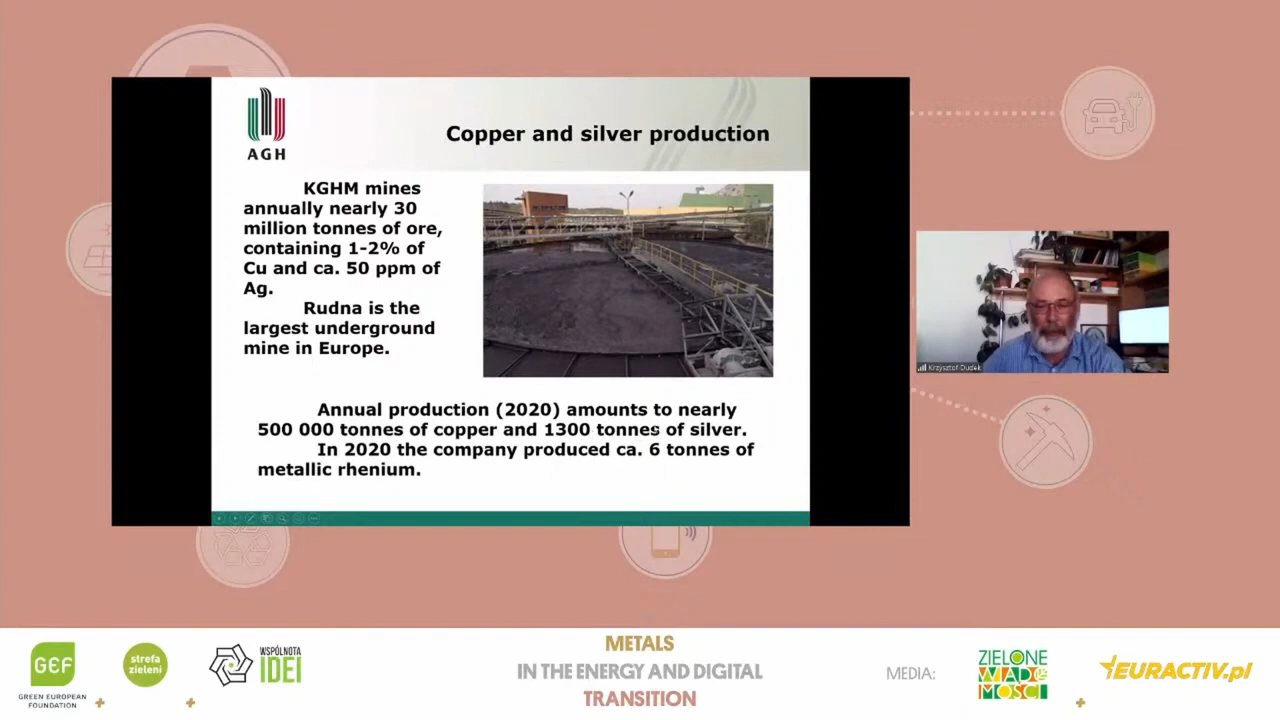 AGH
Copper and silver production
KGHM mines
annually nearly 30
million tonnes of ore,
containing 1-2% of
Cu and ca. 50 ppm of
Ag.
Rudna is the
largest underground
mine in Europe.
Annual production (2020) amounts to nearly
500 000 tonnes of copper and 1300 tonnes of silver.
In 2020 the company produced ca. 6 tonnes of
metallic rhenium.
Krzysztof Dudek
GEF
GREEN EUROPEAN
FOUNDATION
strefa
zieleni
WSPÓLNOTA
IDEI
METALS
IN THE ENERGY AND DIGITAL
TRANSITION
MEDIA:
ZIELONE
WIADO
MOŚCI
EURACTIV.pl